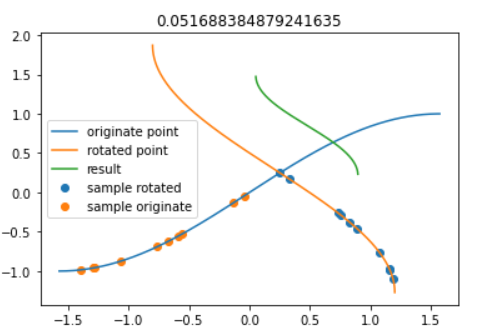 0.051688384879241635
2.0
1.5
1.0
0.5
0.0
−0.5
−1.0
originate point
rotated point
result
sample rotated
sample originate
−1.5 −1.0 −0.5 0.0 0.5 1.0 1.5